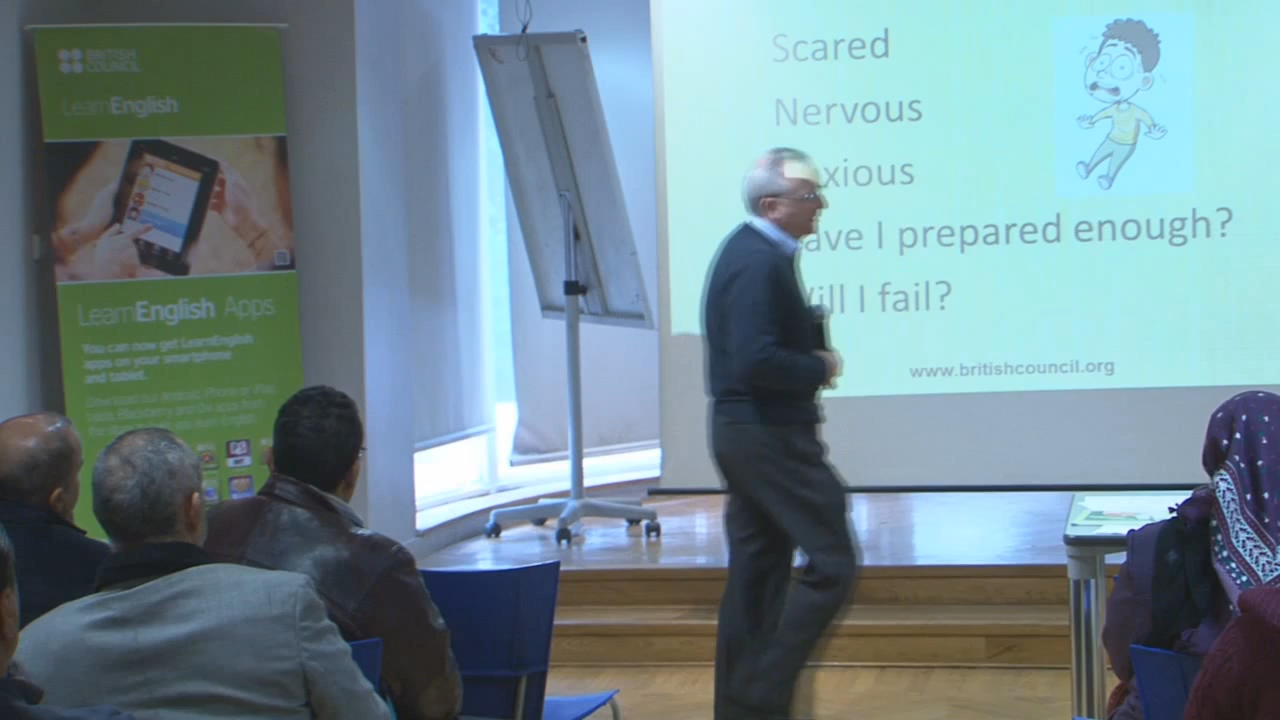 BRITISH
COUNCIL
LearnEnglish
LearnEnglish Apps
You can now get LearnEnglish
apps on your smartphone
and tablet.
Scared
Nervous
xious
ave I prepared enough?
ill I fail?
www.britishcouncil.org